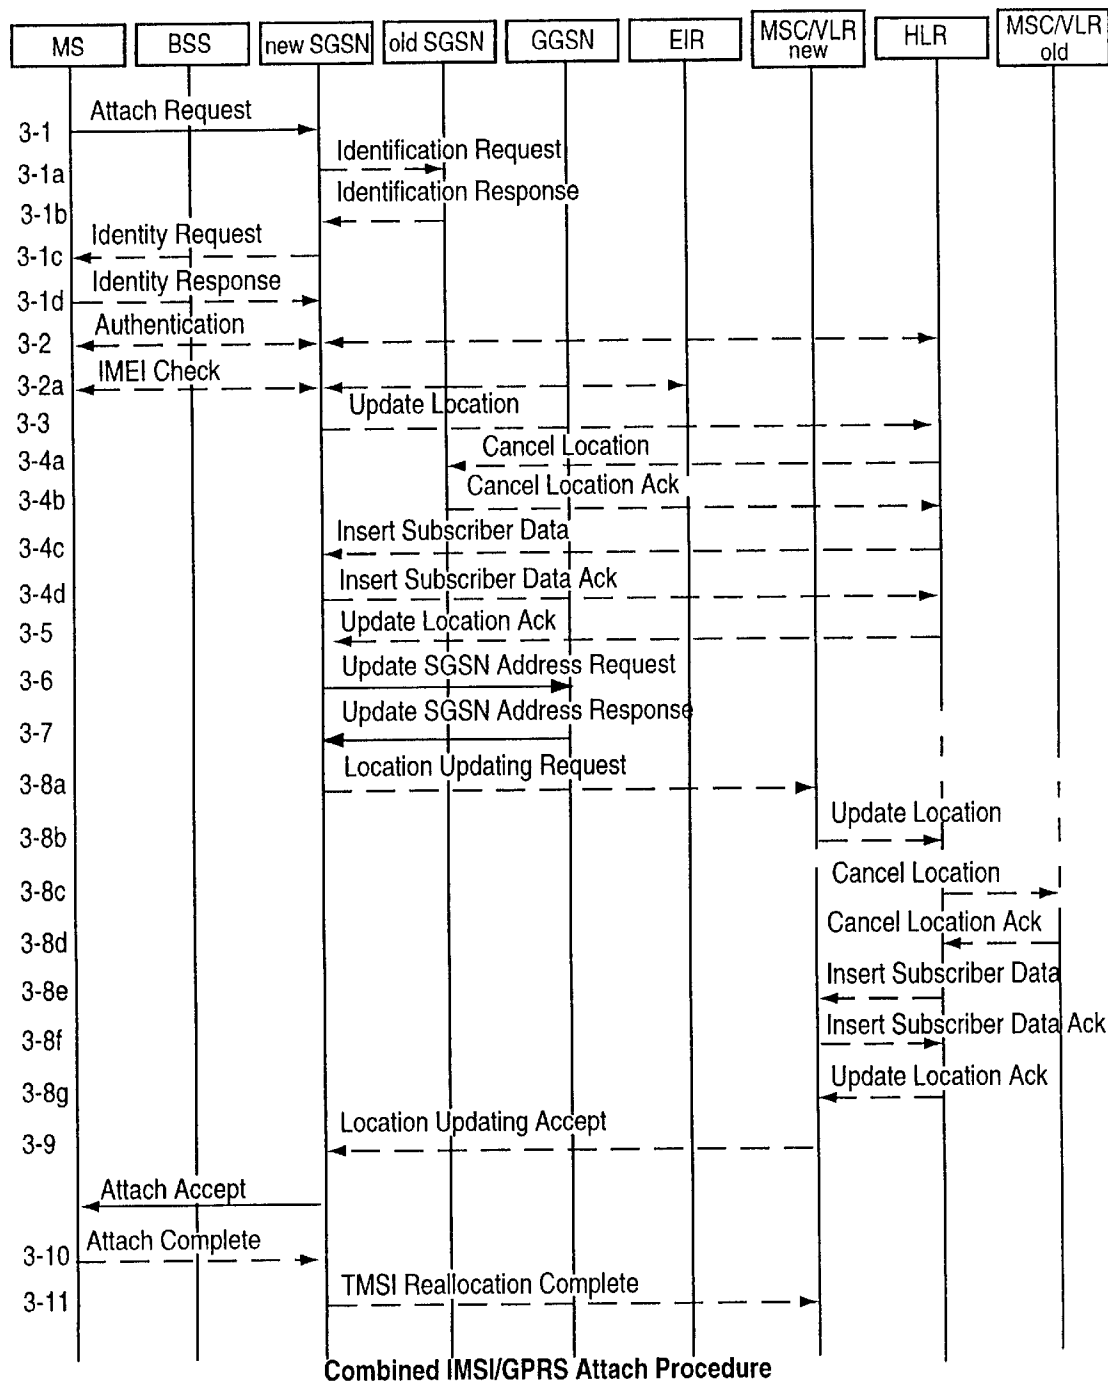 MS
BSS
new SGSN
old SGSN
GGSN
EIR
MSC/VLR
new
HLR
MSC/VLR
old
3-1
Attach Request
3-1a
Identification Request
3-1b
Identification Response
3-1c
Identity Request
3-1d
Identity Response
3-2
Authentication
3-2a
IMEI Check
3-3
Update Location
3-4a
Cancel Location
3-4b
Cancel Location Ack
3-4c
Insert Subscriber Data
3-4d
Insert Subscriber Data Ack
3-5
Update Location Ack
3-6
Update SGSN Address Request
3-7
Update SGSN Address Response
3-8a
Location Updating Request
3-8b
Update Location
3-8c
Cancel Location
3-8d
Cancel Location Ack
3-8e
Insert Subscriber Data
3-8f
Insert Subscriber Data Ack
3-8g
Update Location Ack
3-9
Location Updating Accept
Attach Accept
3-10
Attach Complete
3-11
TMSI Reallocation Complete
Combined IMSI/GPRS Attach Procedure